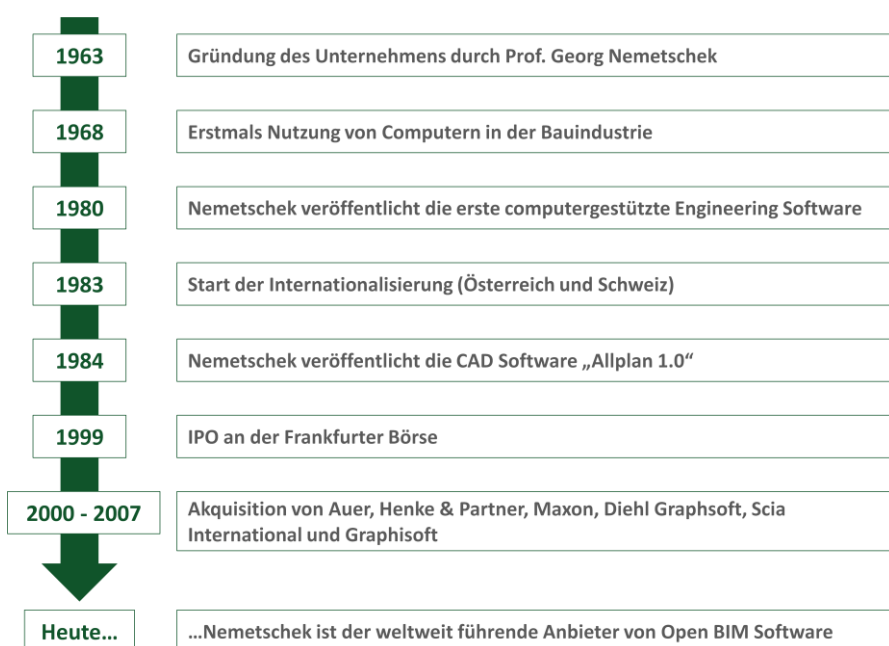 1963
Gründung des Unternehmens durch Prof. Georg Nemetschek
1968
Erstmals Nutzung von Computern in der Bauindustrie
1980
Nemetschek veröffentlicht die erste computergestützte Engineering Software
1983
Start der Internationalisierung (Österreich und Schweiz)
1984
Nemetschek veröffentlicht die CAD Software „Allplan 1.0“
1999
IPO an der Frankfurter Börse
2000 - 2007
Akquisition von Auer, Henke & Partner, Maxon, Diehl Graphsoft, Scia
International und Graphisoft
Heute...
...Nemetschek ist der weltweit führende Anbieter von Open BIM Software